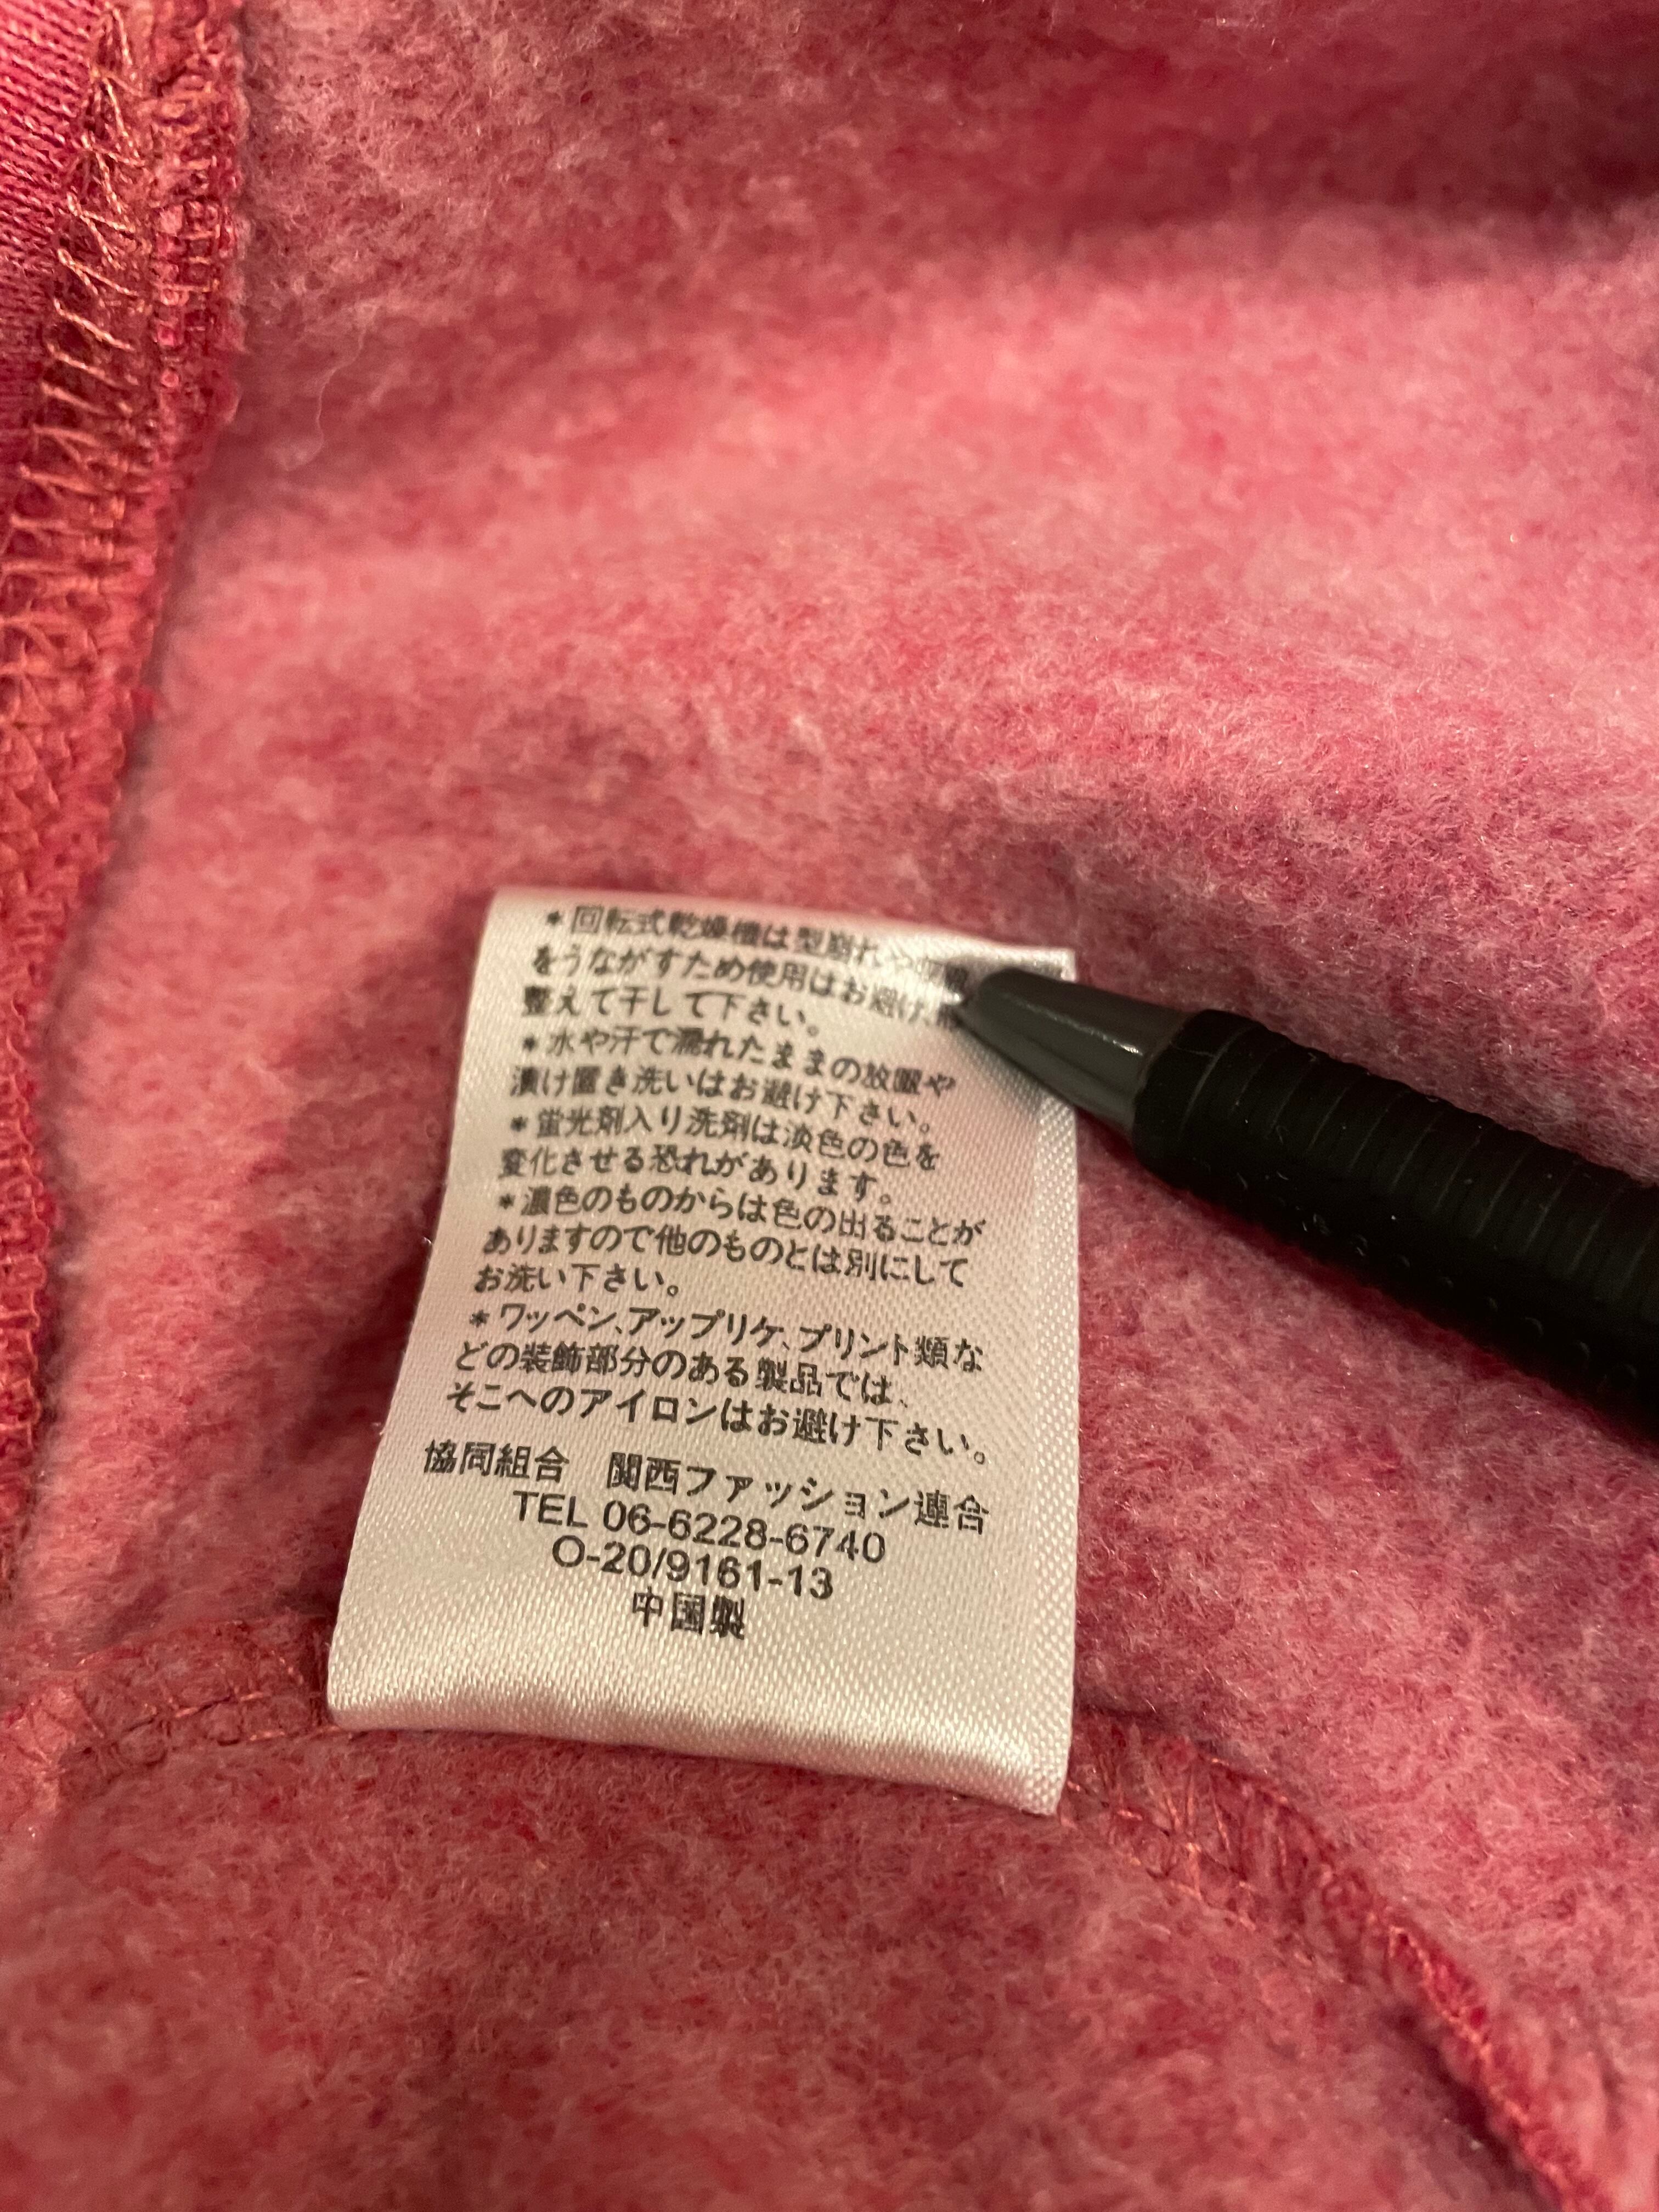 *回転式乾燥機は型崩れや
をうながすため使用はお避け
整えて干して下さい。
*水や汗で濡れたままの放置や
漬け置き洗いはお避け下さい。
*蛍光剤入り洗剤は淡色の色を
変化させる恐れがあります。
*濃色のものからは色の出ることが
ありますので他のものとは別にして
お洗い下さい。
*ワッペン、アップリケ、プリント類な
どの装飾部分のある製品では、
そこへのアイロンはお避け下さい。
協同組合 関西ファッション連合
TEL 06-6228-6740
O-20/9161-13
中国製